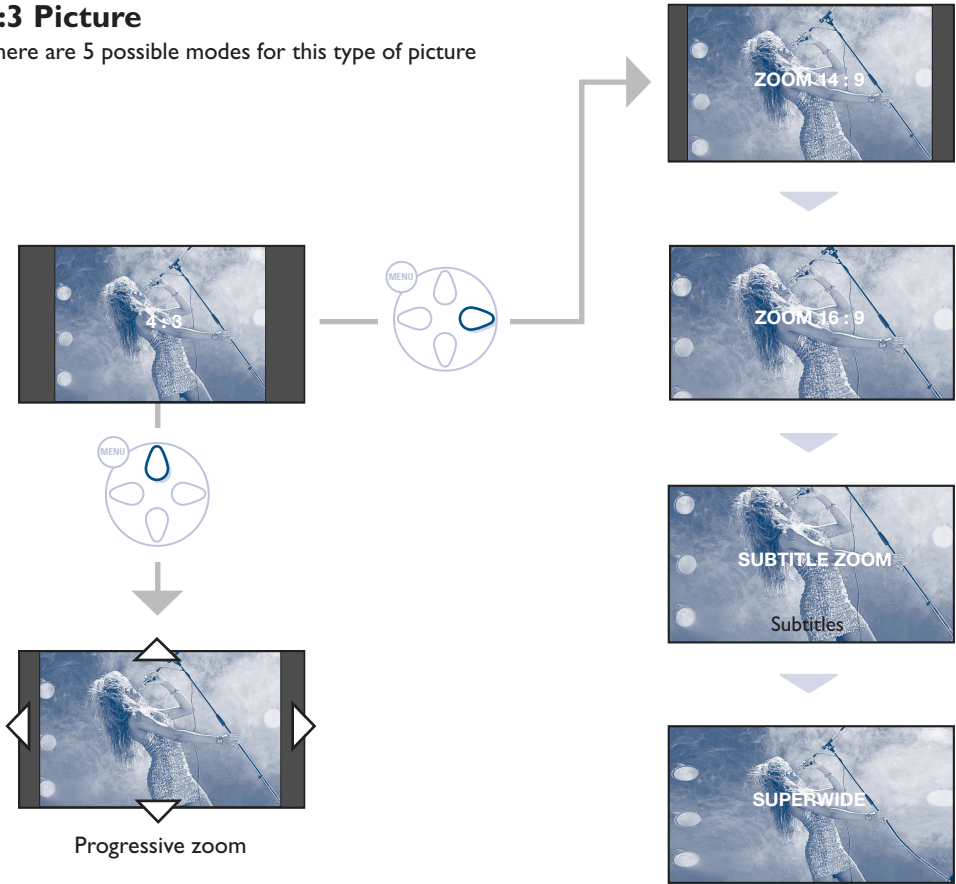 :3 Picture
here are 5 possible modes for this type of picture
ZOOM 14 : 9
MENU
4 : 3
ZOOM 16 : 9
MENU
SUBTITLE ZOOM
Subtitles
SUPERWIDE
Progressive zoom